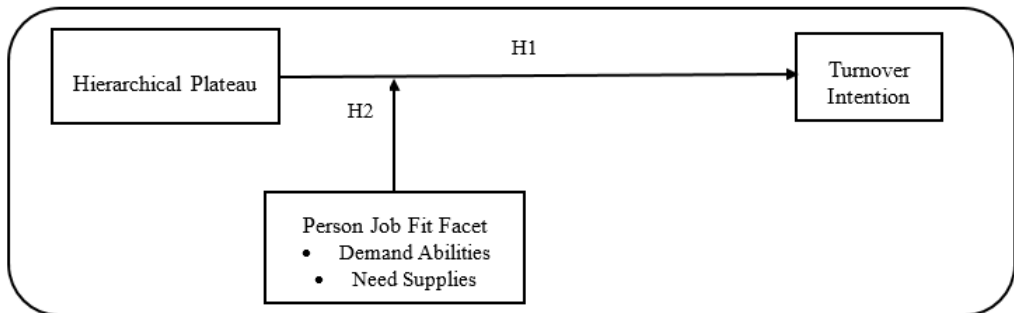 H1
Hierarchical Plateau
Turnover
Intention
H2
Person Job Fit Facet
• Demand Abilities
• Need Supplies